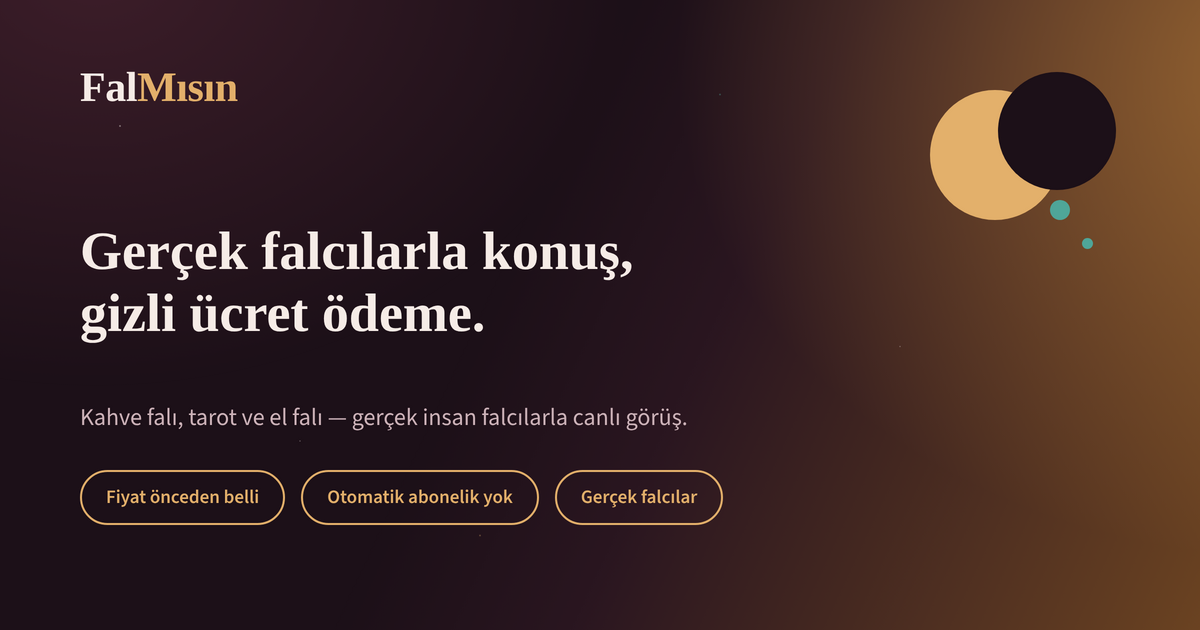 FalMısın
Gerçek falcılarla konuş,
gizli ücret ödeme.
Kahve falı, tarot ve el falı — gerçek insan falcılarla canlı görüş.
Fiyat önceden belli
Otomatik abonelik yok
Gerçek falcılar